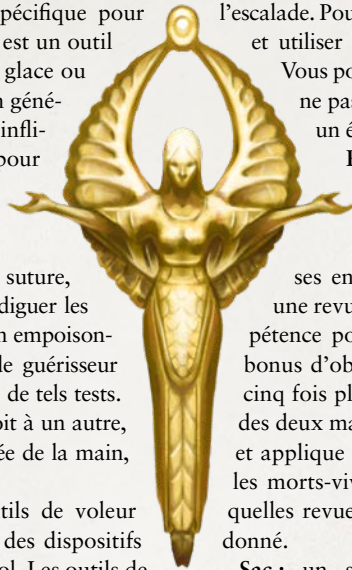 pécifique pour
est un outil
glace ou
n géné-
infli-
pour
suture,
diguer les
n empoison-
le guérisseur
de tels tests.
oit à un autre,
ée de la main,
tils de voleur
des dispositifs
ol. Les outils de
l'escalade. Pou
et utiliser
Vous po
ne pas
un é
ses en
une revu
pétence po
bonus d'ob
cinq fois pl
des deux ma
et applique
les morts-viv
quelles revue
donné.
Sac : un s